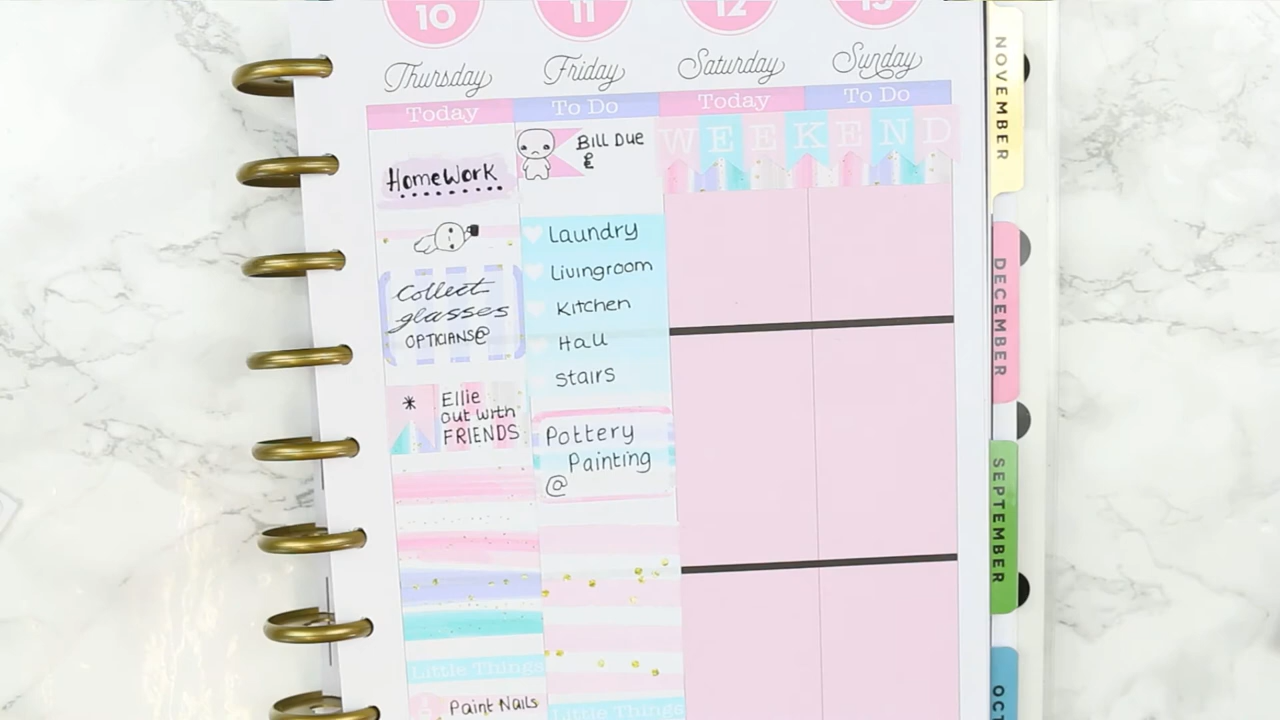 10
11
12
13
Thursday
Friday
Saturday
Sunday
Today
To Do
Today
To Do
HomeWork
Collect
glasses
OPTICIANS@
*
Ellie
out with
FRIENDS
Little Things
Paint Nails
Bill Due
£
Laundry
Livingroom
Kitchen
Hall
Stairs
Pottery
Painting
@
Little Things
WEEKEND
NOVEMBER
DECEMBER
SEPTEMBER
OCT